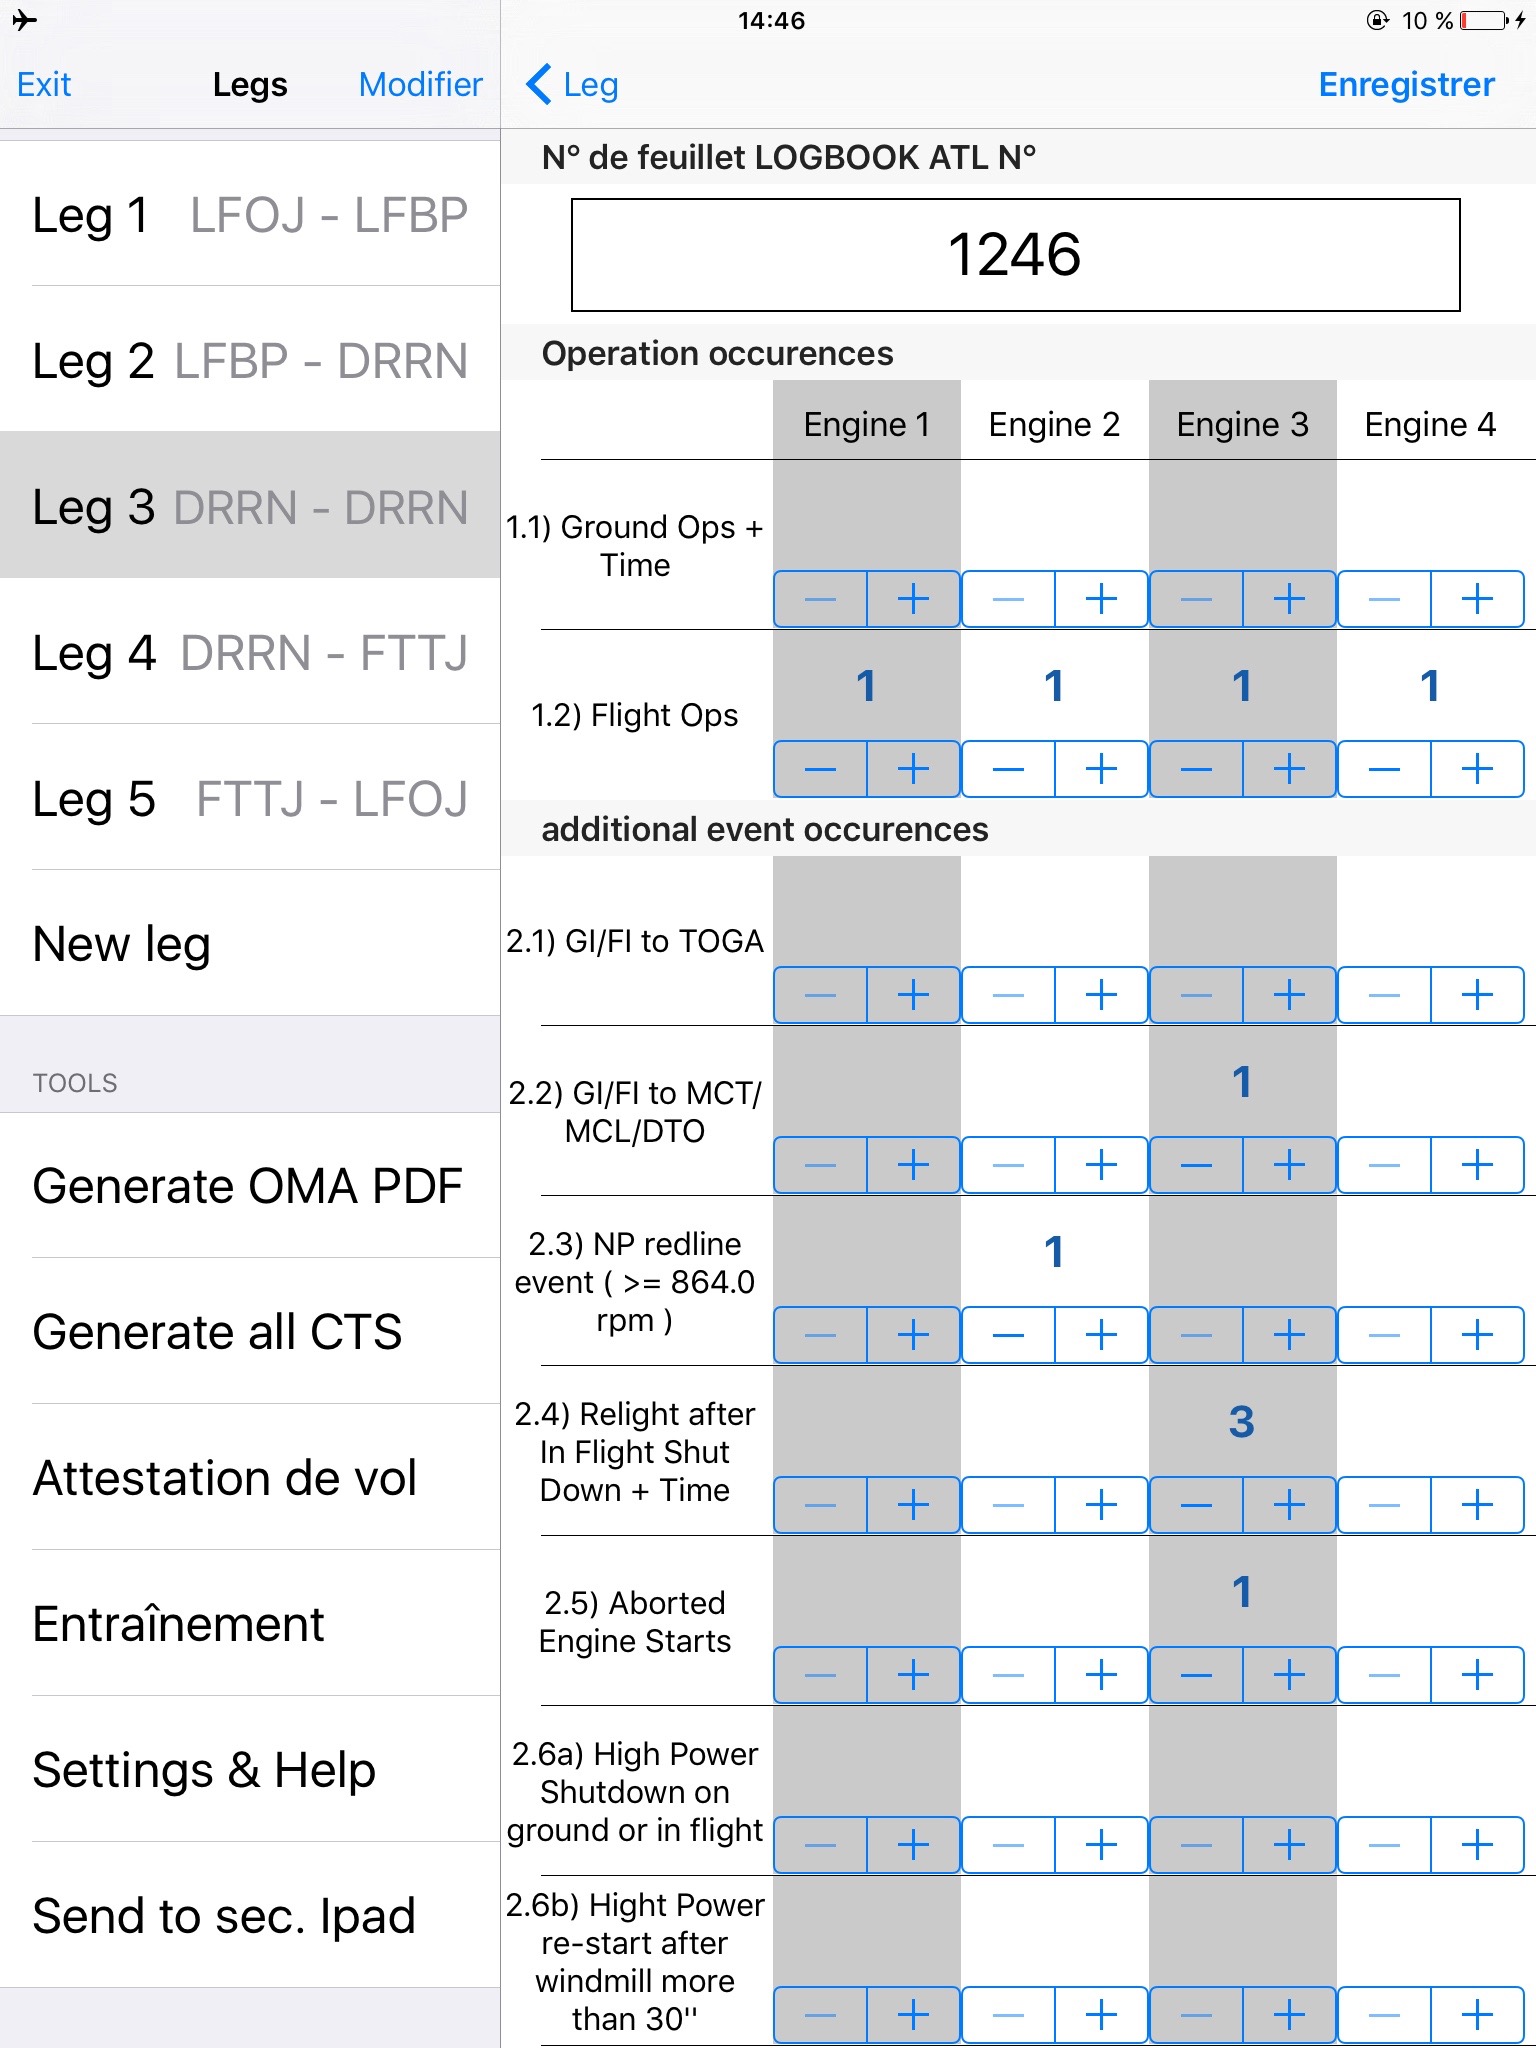 14:46
10 %
Exit
Legs
Modifier
Leg 1 LFOJ - LFBP
Leg 2 LFBP - DRRN
Leg 3 DRRN - DRRN
Leg 4 DRRN - FTTJ
Leg 5 FTTJ - LFOJ
New leg
TOOLS
Generate OMA PDF
Generate all CTS
Attestation de vol
Entraînement
Settings & Help
Send to sec. Ipad
Leg
Enregistrer
N° de feuillet LOGBOOK ATL N°
1246
Operation occurences
Engine 1 Engine 2 Engine 3 Engine 4
1.1) Ground Ops +
Time
— + — + — + — +
1 1 1 1
1.2) Flight Ops
— + — + — + — +
additional event occurences
2.1) GI/FI to TOGA
— + — + — + — +
1
2.2) GI/FI to MCT/
MCL/DTO
— + — + — + — +
2.3) NP redline
1
event ( >= 864.0
rpm )
— + — + — + — +
2.4) Relight after
3
In Flight Shut
Down + Time
— + — + — + — +
1
2.5) Aborted
Engine Starts
— + — + — + — +
2.6a) High Power
Shutdown on
ground or in flight
— + — + — + — +
2.6b) Hight Power
re-start after
windmill more
than 30''
— + — + — + — +